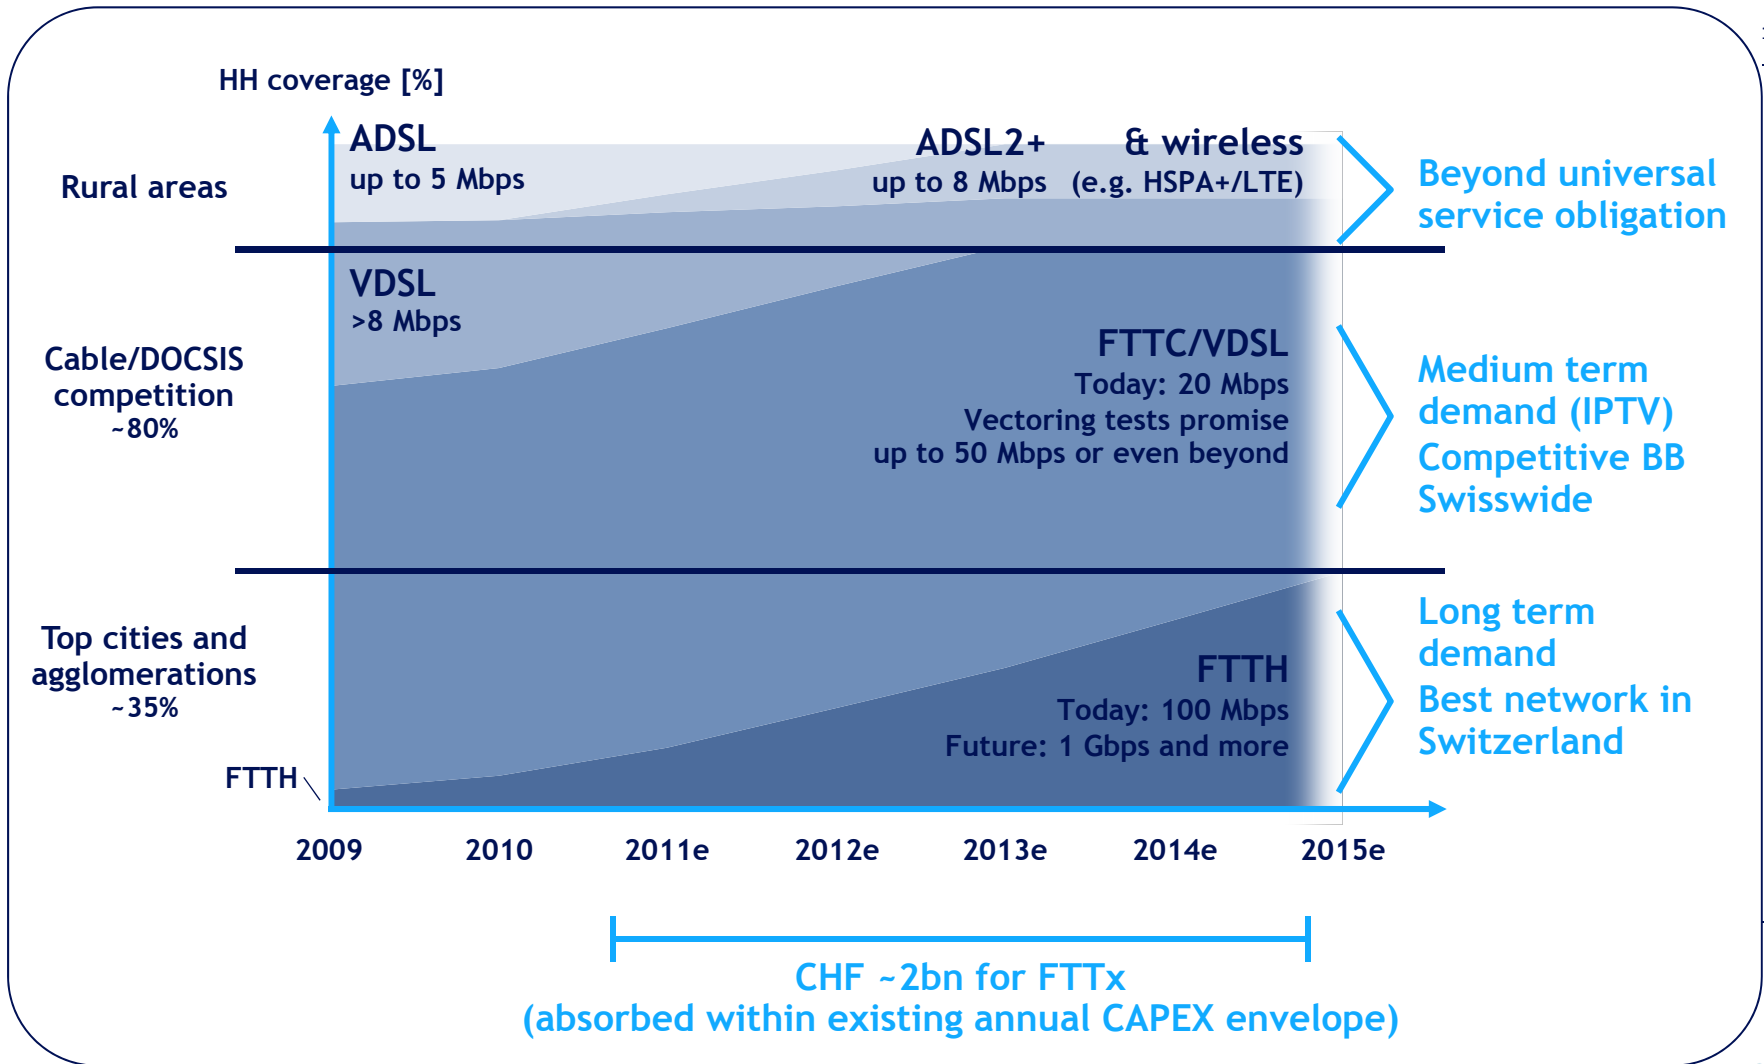 HH coverage [%]
ADSL
up to 5 Mbps
ADSL2+
up to 8 Mbps
& wireless
(e.g. HSPA+/LTE)
Rural areas
Beyond universal
service obligation
VDSL
>8 Mbps
Cable/DOCSIS
competition
~80%
FTTC/VDSL
Today: 20 Mbps
Vectoring tests promise
up to 50 Mbps or even beyond
Medium term
demand (IPTV)
Competitive BB
Swisswide
Top cities and
agglomerations
~35%
FTTH
Today: 100 Mbps
Future: 1 Gbps and more
Long term
demand
Best network in
Switzerland
FTTH
2009 2010 2011e 2012e 2013e 2014e 2015e
CHF ~2bn for FTTx
(absorbed within existing annual CAPEX envelope)